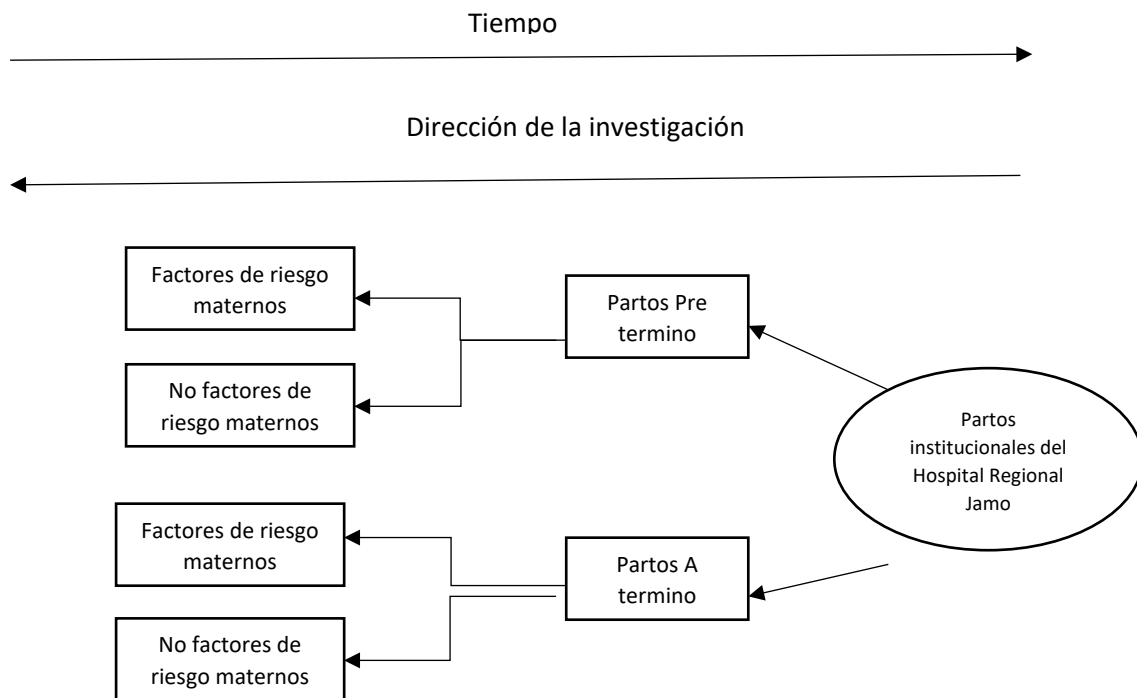 Tiempo
Dirección de la investigación
Factores de riesgo
maternos
Partos Pre
termino
No factores de
riesgo maternos
Partos
institucionales del
Hospital Regional
Jamo
Factores de riesgo
maternos
Partos A
termino
No factores de
riesgo maternos